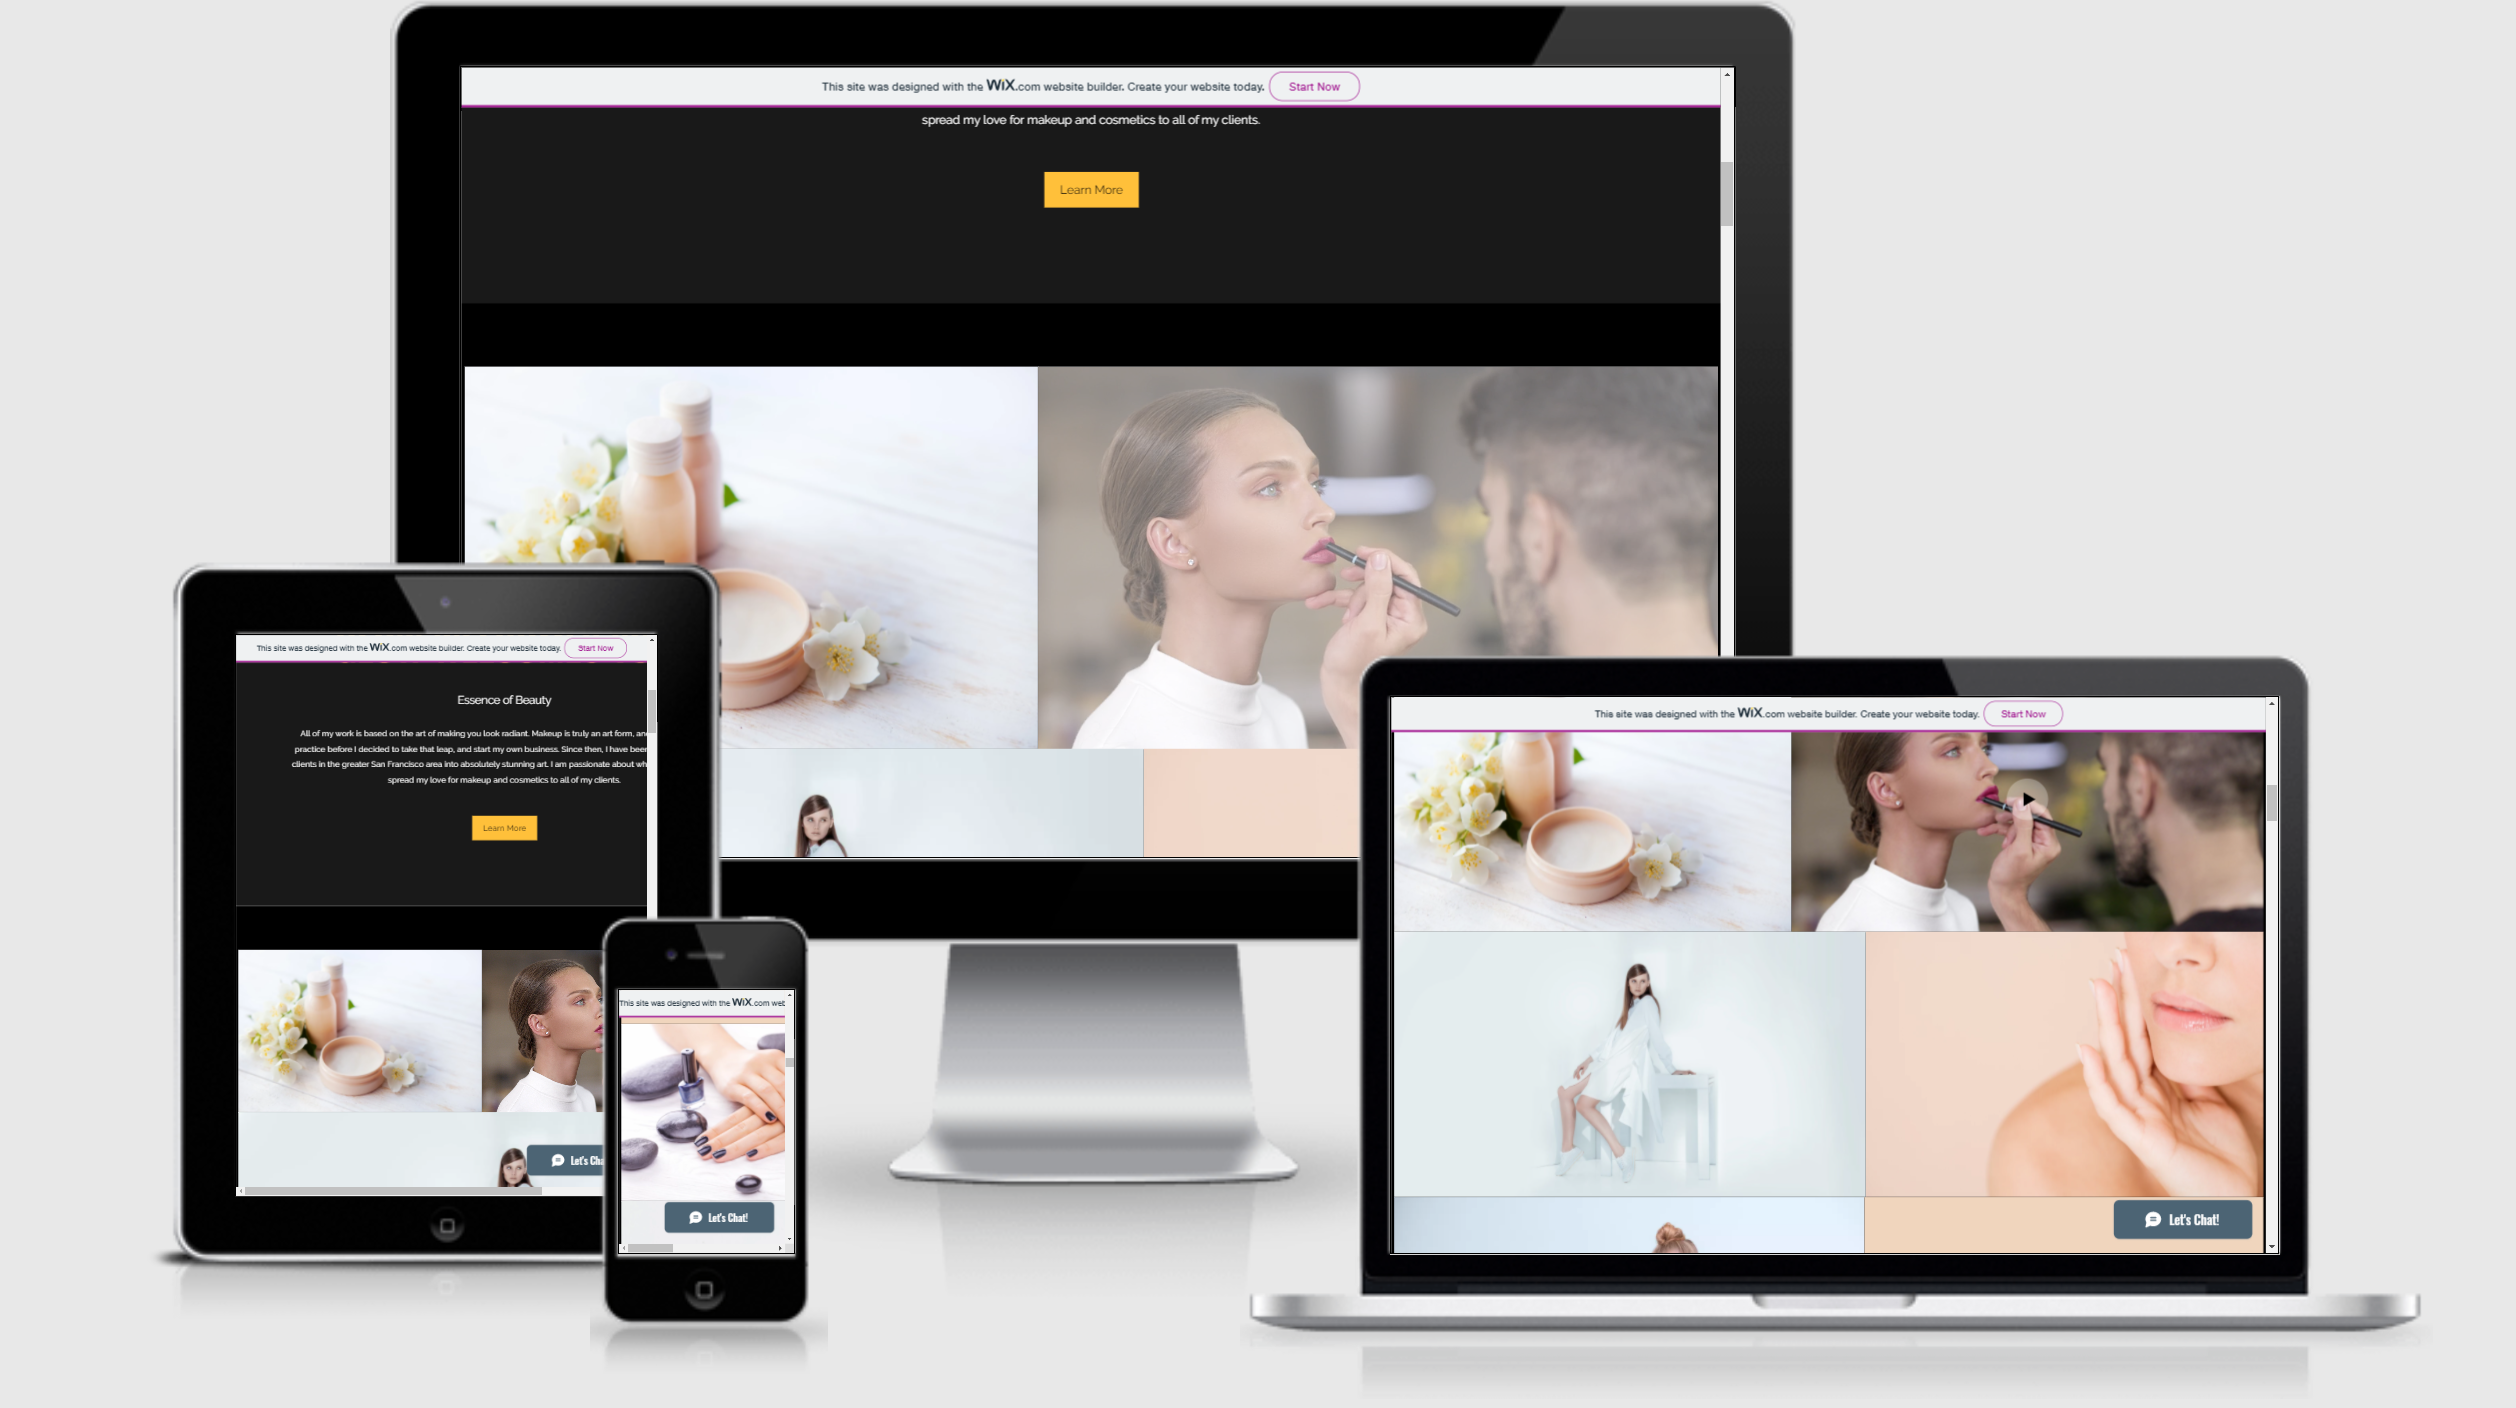 This site was designed with the WiX.com website builder. Create your website today. Start Now
spread my love for makeup and cosmetics to all of my clients.
Learn More
This site was designed with the WiX.com website builder. Create your website today. Start Now
Essence of Beauty
All of my work is based on the art of making you look radiant. Makeup is truly an art form, an
practice before I decided to take that leap, and start my own business. Since then, I have been
clients in the greater San Francisco area into absolutely stunning art. I am passionate about wh
spread my love for makeup and cosmetics to all of my clients.
Learn More
Let's Cha
This site was designed with the WiX.com web
Let's Chat!
This site was designed with the WiX.com website builder. Create your website today. Start Now
Let's Chat!